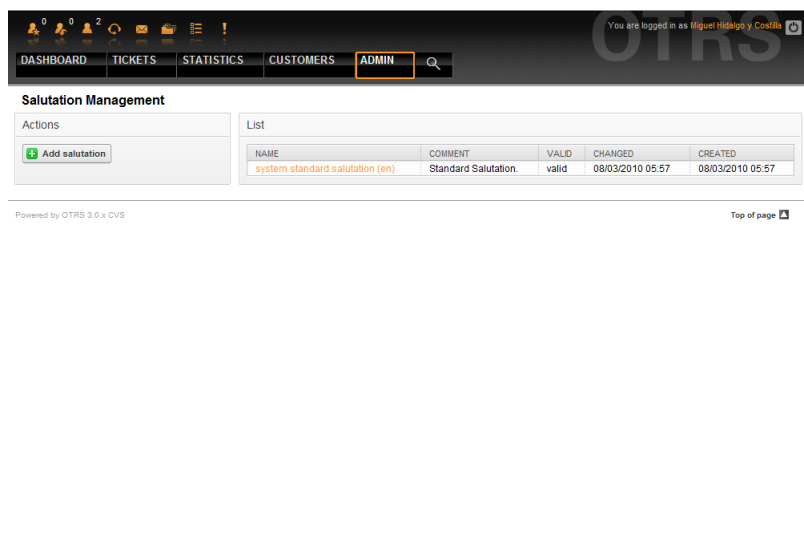 0 0 2
OTRS
You are logged in as Miguel Hidalgo y Costilla
DASHBOARD TICKETS STATISTICS CUSTOMERS ADMIN
Salutation Management
Actions
Add salutation
List
NAME COMMENT VALID CHANGED CREATED
system standard salutation (en) Standard Salutation. valid 08/03/2010 05:57 08/03/2010 05:57
Powered by OTRS 3.0.x CVS
Top of page